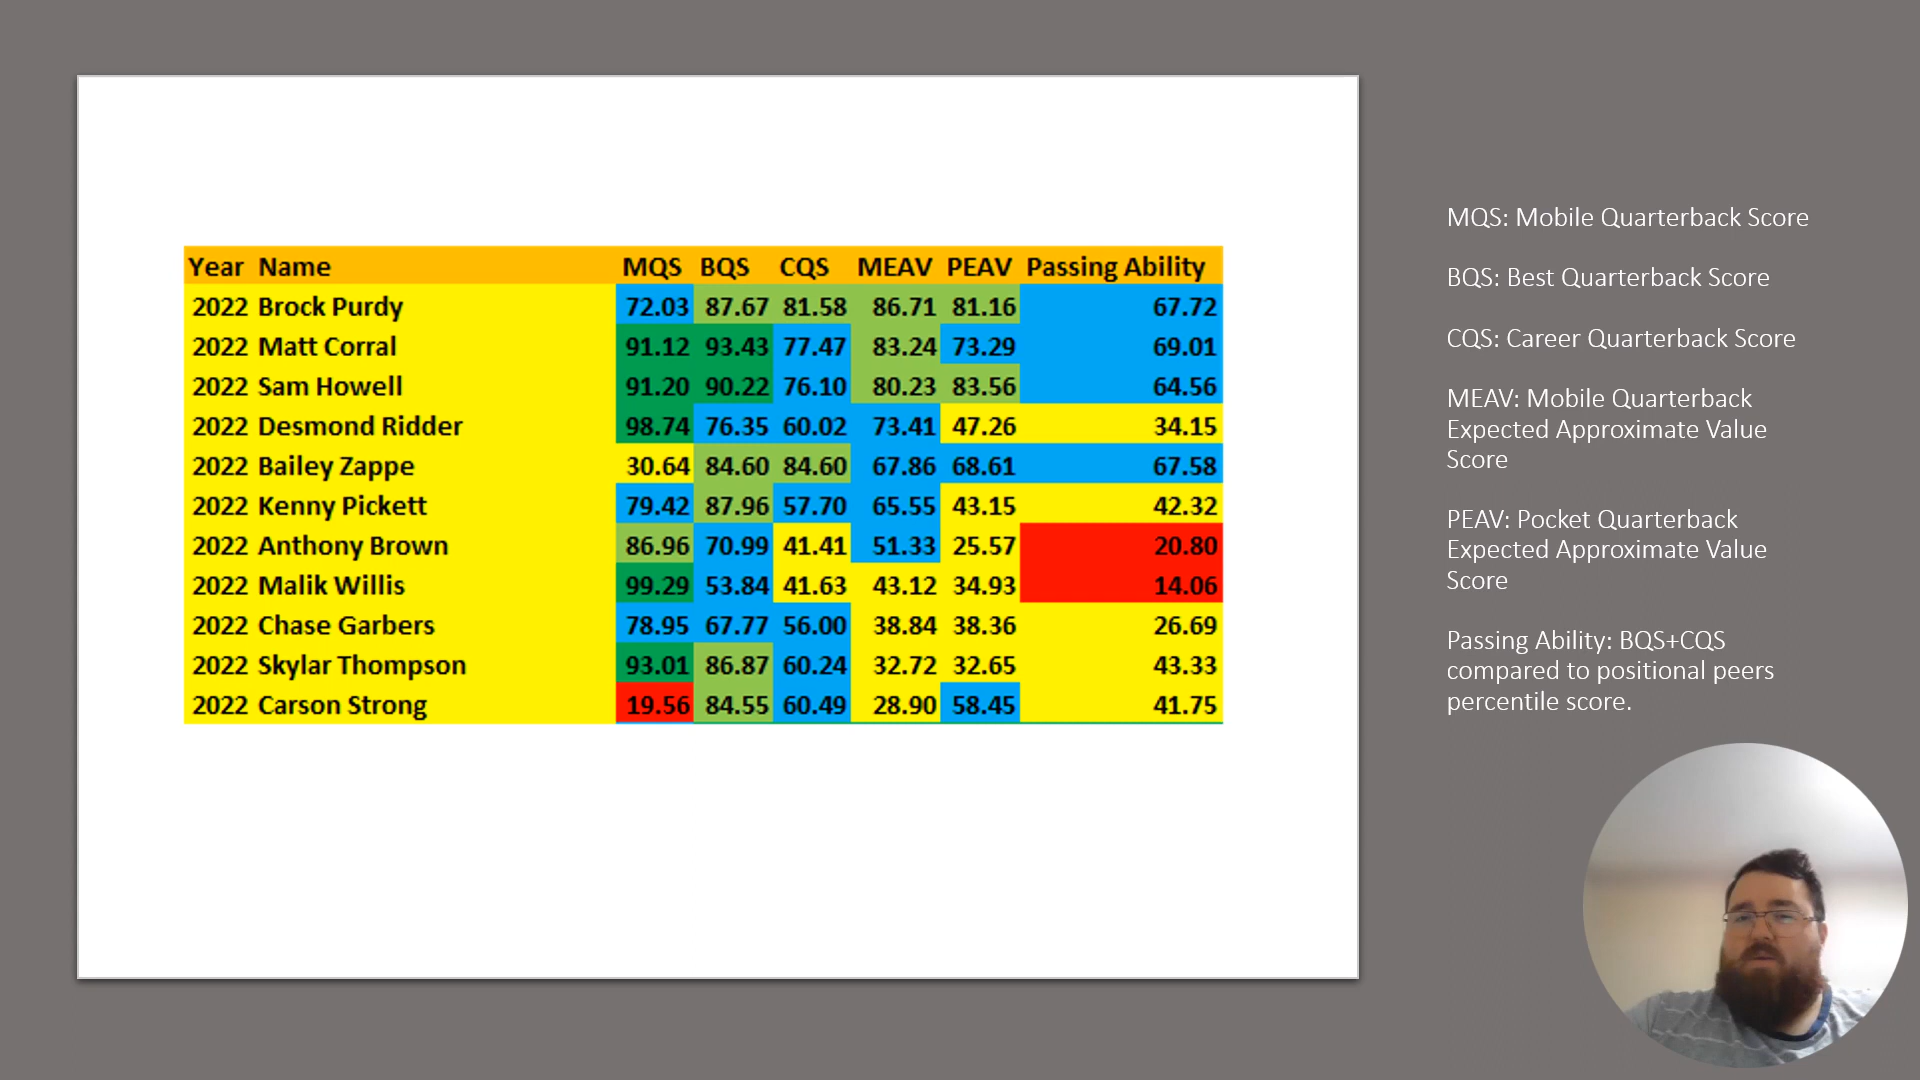 Year Name MQS BQS CQS MEAV PEAV Passing Ability
2022 Brock Purdy 72.03 87.67 81.58 86.71 81.16 67.72
2022 Matt Corral 91.12 93.43 77.47 83.24 73.29 69.01
2022 Sam Howell 91.20 90.22 76.10 80.23 83.56 64.56
2022 Desmond Ridder 98.74 76.35 60.02 73.41 47.26 34.15
2022 Bailey Zappe 30.64 84.60 84.60 67.86 68.61 67.58
2022 Kenny Pickett 79.42 87.96 57.70 65.55 43.15 42.32
2022 Anthony Brown 86.96 70.99 41.41 51.33 25.57 20.80
2022 Malik Willis 99.29 53.84 41.63 43.12 34.93 14.06
2022 Chase Garbers 78.95 67.77 56.00 38.84 38.36 26.69
2022 Skylar Thompson 93.01 86.87 60.24 32.72 32.65 43.33
2022 Carson Strong 19.56 84.55 60.49 28.90 58.45 41.75
MQS: Mobile Quarterback Score
BQS: Best Quarterback Score
CQS: Career Quarterback Score
MEAV: Mobile Quarterback
Expected Approximate Value
Score
PEAV: Pocket Quarterback
Expected Approximate Value
Score
Passing Ability: BQS+CQS
compared to positional peers
percentile score.